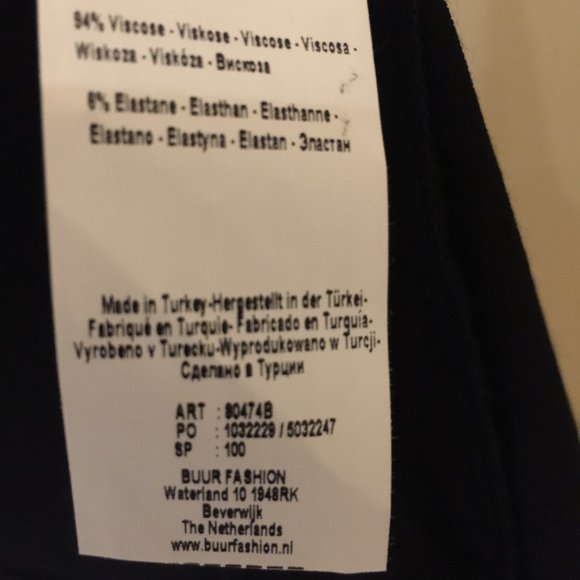 94% Viscose - Viskose - Viscose - Viscosa -
Wiskoza - Viskóza - Вискоза
6% Elastane - Elasthan - Elasthanne -
Elastano - Elastyna - Elastan - Эластан
Made in Turkey-Hergestellt in der Türkei-
Fabriqué en Turquie- Fabricado en Turguía-
Vyrobeno v Turecku-Wyprodukowano w Turcji-
Сделано в Турции
ART : 80474B
PO : 1032229 / 5032247
SP : 100
BUUR FASHION
Waterland 10 1948RK
Beverwijk
The Netherlands
www.buurfashion.nl